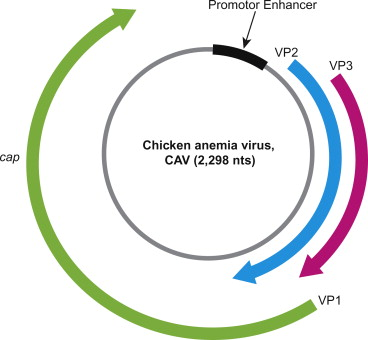 Promotor Enhancer
VP2
VP3
Chicken anemia virus,
CAV (2,298 nts)
cap
VP1